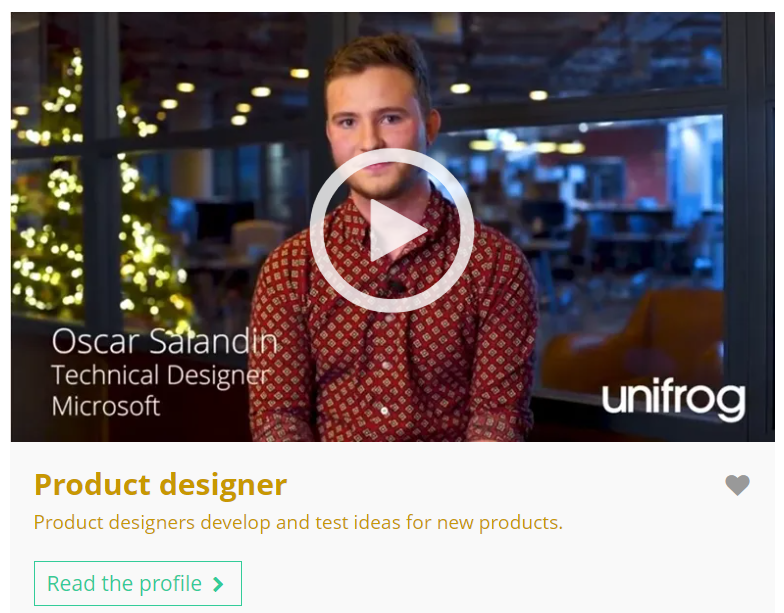 Oscar Salandin
Technical Designer
Microsoft
unifrog
Product designer
Product designers develop and test ideas for new products.
Read the profile